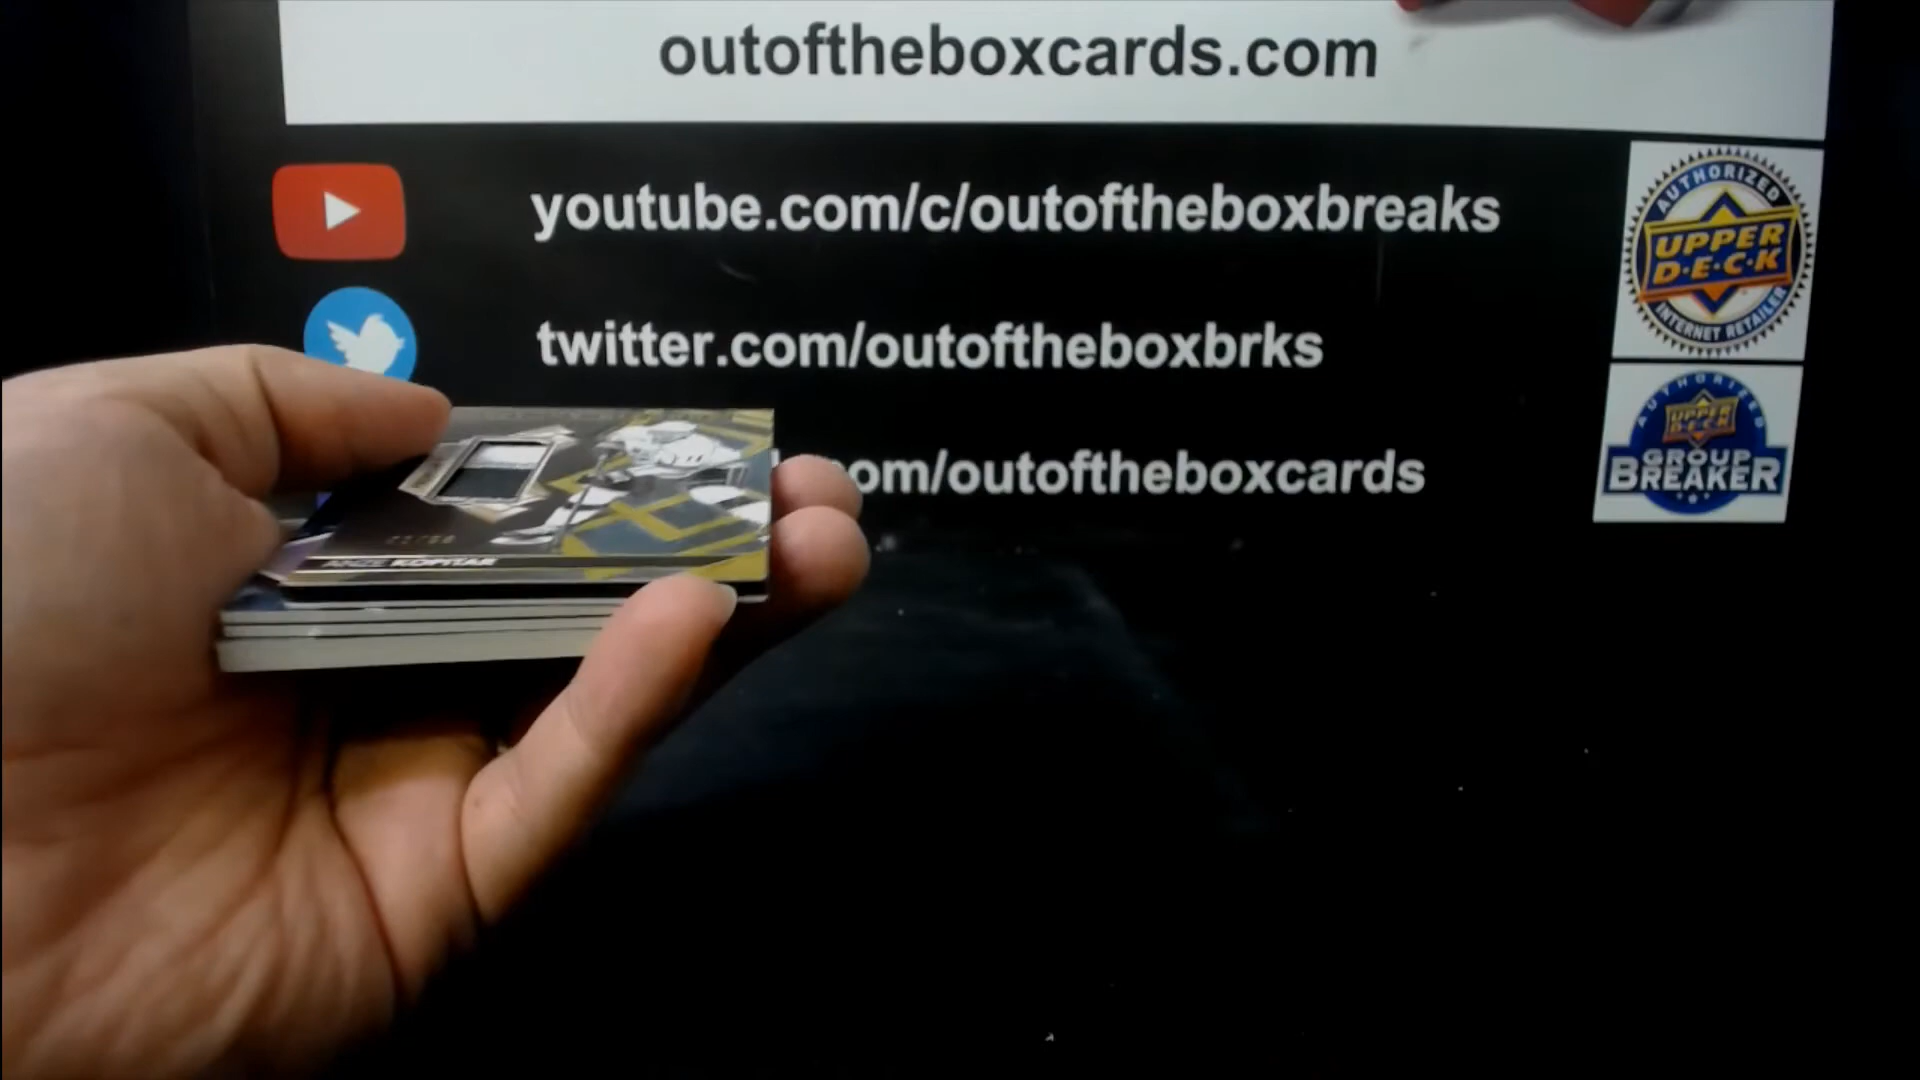 outoftheboxcards.com
youtube.com/c/outoftheboxbreaks
twitter.com/outoftheboxbrks
om/outoftheboxcards
AUTHORIZED
UPPER
D·E·C·K
INTERNET RETAILER
AUTHORIZED
UPPER
DECK
GROUP
BREAKER
ANZE KOPITAR